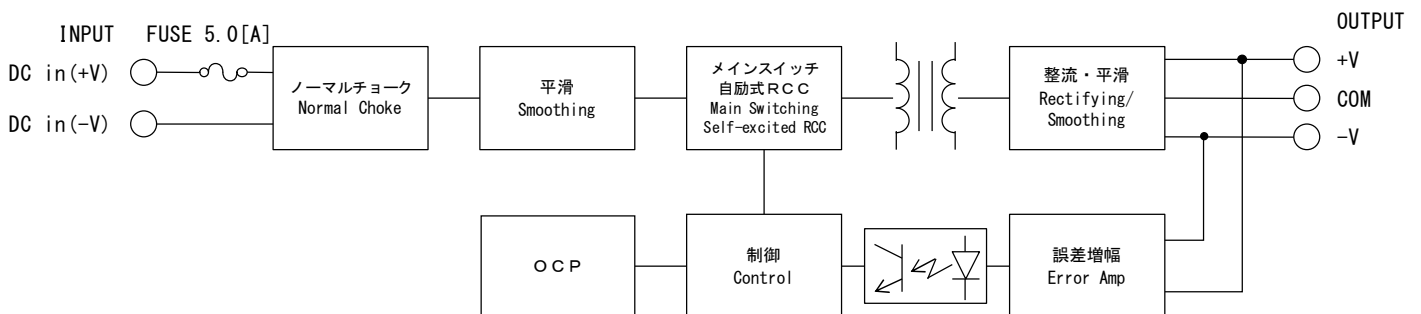 INPUT
FUSE 5.0[A]
DC in(+V)
DC in(-V)
ノーマルチョーク
Normal Choke
平滑
Smoothing
メインスイッチ
自励式RCC
Main Switching
Self-excited RCC
整流・平滑
Rectifying/
Smoothing
OUTPUT
+V
COM
-V
OCP
制御
Control
誤差増幅
Error Amp